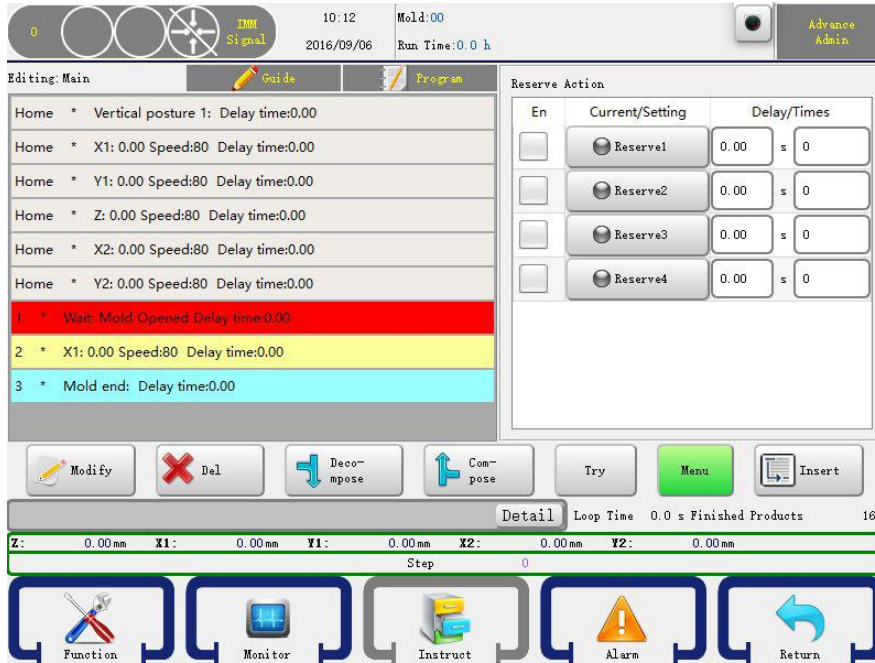 0
IMM
Signal
10:12
2016/09/06
Mold:00
Run Time:0.0 h
Advance
Admin
Editing:Main
Guide
Program
Home * Vertical posture 1: Delay time:0.00
Home * X1: 0.00 Speed:80 Delay time:0.00
Home * Y1: 0.00 Speed:80 Delay time:0.00
Home * Z: 0.00 Speed:80 Delay time:0.00
Home * X2: 0.00 Speed:80 Delay time:0.00
Home * Y2: 0.00 Speed:80 Delay time:0.00
1 * Wait: Mold Opened Delay time:0.00
2 * X1: 0.00 Speed:80 Delay time:0.00
3 * Mold end: Delay time:0.00
Reserve Action
En Current/Setting Delay/Times
Reserve1 0.00 s 0
Reserve2 0.00 s 0
Reserve3 0.00 s 0
Reserve4 0.00 s 0
Modify
Del
Deco-
mpose
Com-
pose
Try
Menu
Insert
Detail Loop Time 0.0 s Finished Products 16
Z: 0.00mm X1: 0.00mm Y1: 0.00mm X2: 0.00mm Y2: 0.00mm
Step 0
Function
Monitor
Instruct
Alarm
Return